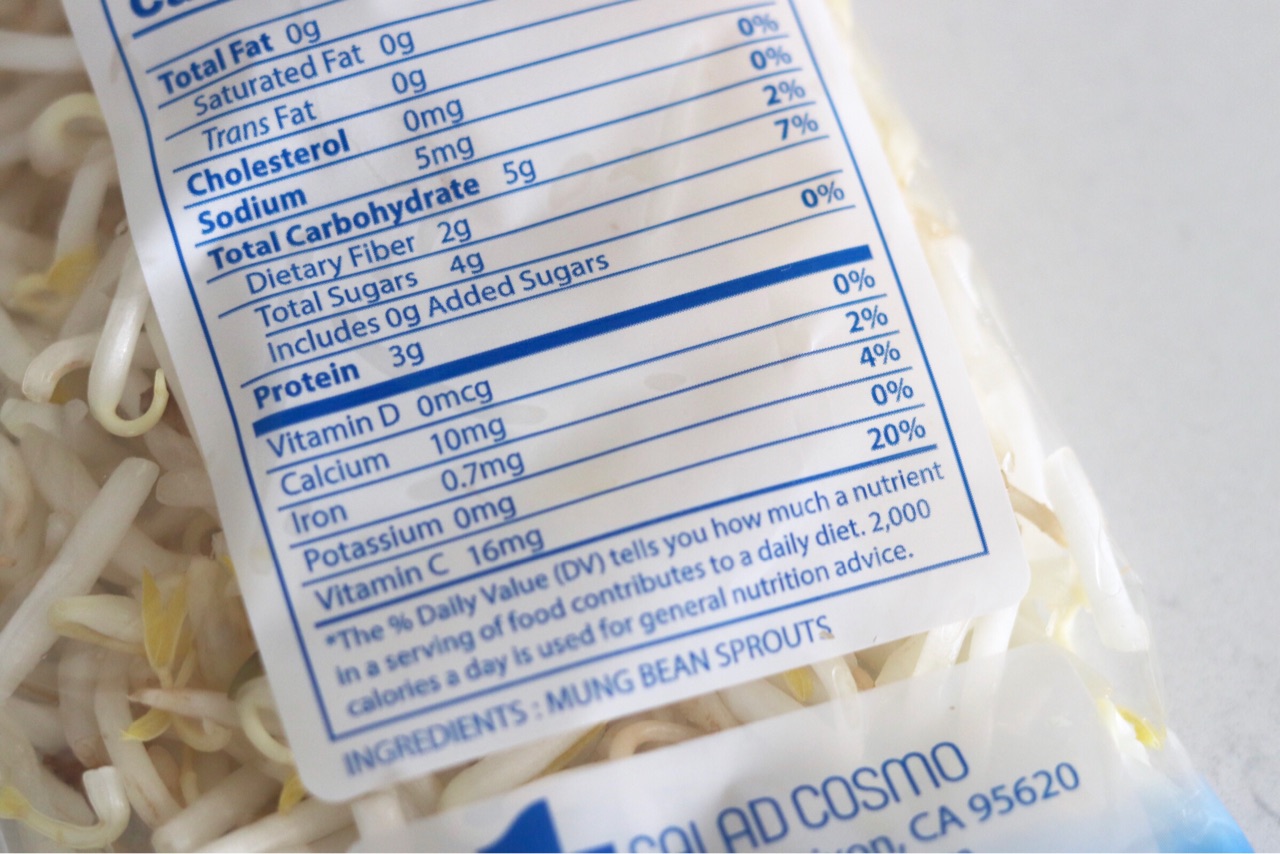 Total Fat 0g
Saturated Fat 0g
Trans Fat 0g
Cholesterol 0mg 0%
Sodium 5mg 0%
Total Carbohydrate 5g 2%
Dietary Fiber 2g 7%
Total Sugars 4g
Includes 0g Added Sugars 0%
Protein 3g
Vitamin D 0mcg 0%
Calcium 10mg 2%
Iron 0.7mg 4%
Potassium 0mg 0%
Vitamin C 16mg 20%
*The % Daily Value (DV) tells you how much a nutrient
in a serving of food contributes to a daily diet. 2,000
calories a day is used for general nutrition advice.
INGREDIENTS : MUNG BEAN SPROUTS
SALAD COSMO
CA 95620